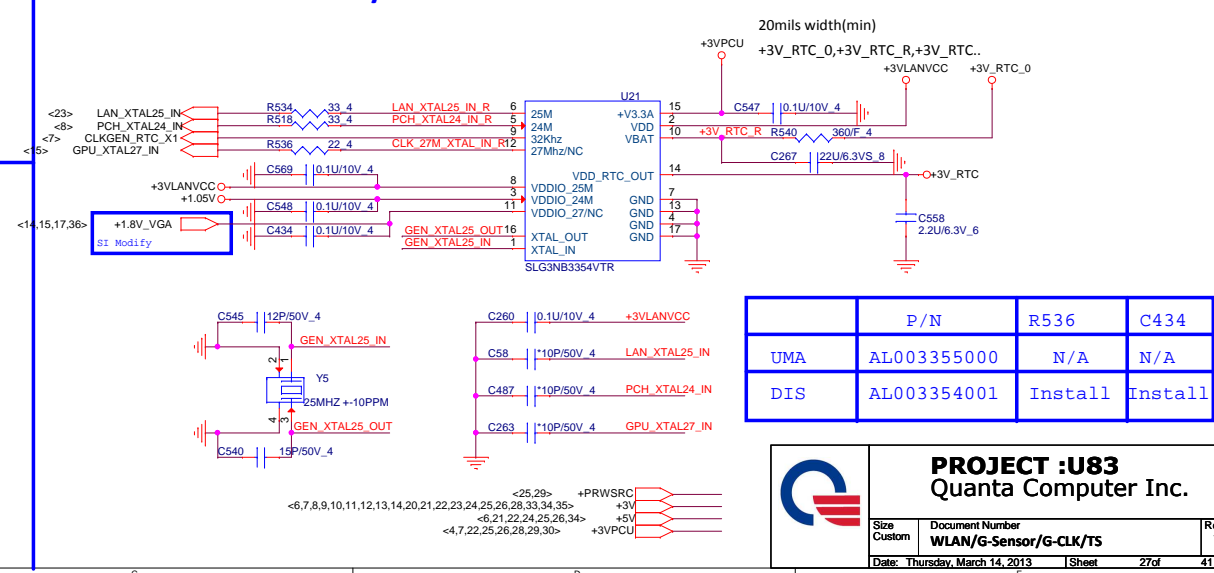 20mils width(min)
+3VPCU
+3V_RTC_0,+3V_RTC_R,+3V_RTC..
+3VLANVCC
+3V_RTC_0
U21
<23> LAN_XTAL25_IN R534 33_4 LAN_XTAL25_IN_R 6 25M
+V3.3A 15 C547 0.1U/10V_4
<8> PCH_XTAL24_IN R518 33_4 PCH_XTAL24_IN_R 5 24M
VDD 2
<7> CLKGEN_RTC_X1 9 32Khz
VBAT 10 +3V_RTC_R R540 360/F_4
<15> GPU_XTAL27_IN R536 22_4 CLK_27M_XTAL_IN_R 12 27Mhz/NC
C267 22U/6.3VS_8
C569 0.1U/10V_4
VDD_RTC_OUT 14 +3V_RTC
+3VLANVCC 8 VDDIO_25M
+1.05V 3 VDDIO_24M
GND 7
C548 0.1U/10V_4 11 VDDIO_27/NC
GND 13
<14,15,17,36> +1.8V_VGA
GND 4
C558
C434 0.1U/10V_4
GND 17
2.2U/6.3V_6
SI Modify
GEN_XTAL25_OUT 16 XTAL_OUT
GEN_XTAL25_IN 1 XTAL_IN
SLG3NB3354VTR
C545 12P/50V_4
GEN_XTAL25_IN
2 1
Y5
25MHZ +-10PPM
4 3
GEN_XTAL25_OUT
C540 15P/50V_4
C260 0.1U/10V_4 +3VLANVCC
C58 *10P/50V_4 LAN_XTAL25_IN
C487 *10P/50V_4 PCH_XTAL24_IN
C263 *10P/50V_4 GPU_XTAL27_IN
P/N R536 C434
UMA AL003355000 N/A N/A
DIS AL003354001 Install Install
<25,29> +PRWSRC
<6,7,8,9,10,11,12,13,14,20,21,22,23,24,25,26,28,33,34,35> +3V
<6,21,22,24,25,26,34> +5V
<4,7,22,25,26,28,29,30> +3VPCU
PROJECT :U83
Quanta Computer Inc.
Size Document Number
Custom WLAN/G-Sensor/G-CLK/TS
Date: Thursday, March 14, 2013 Sheet 27 of 41